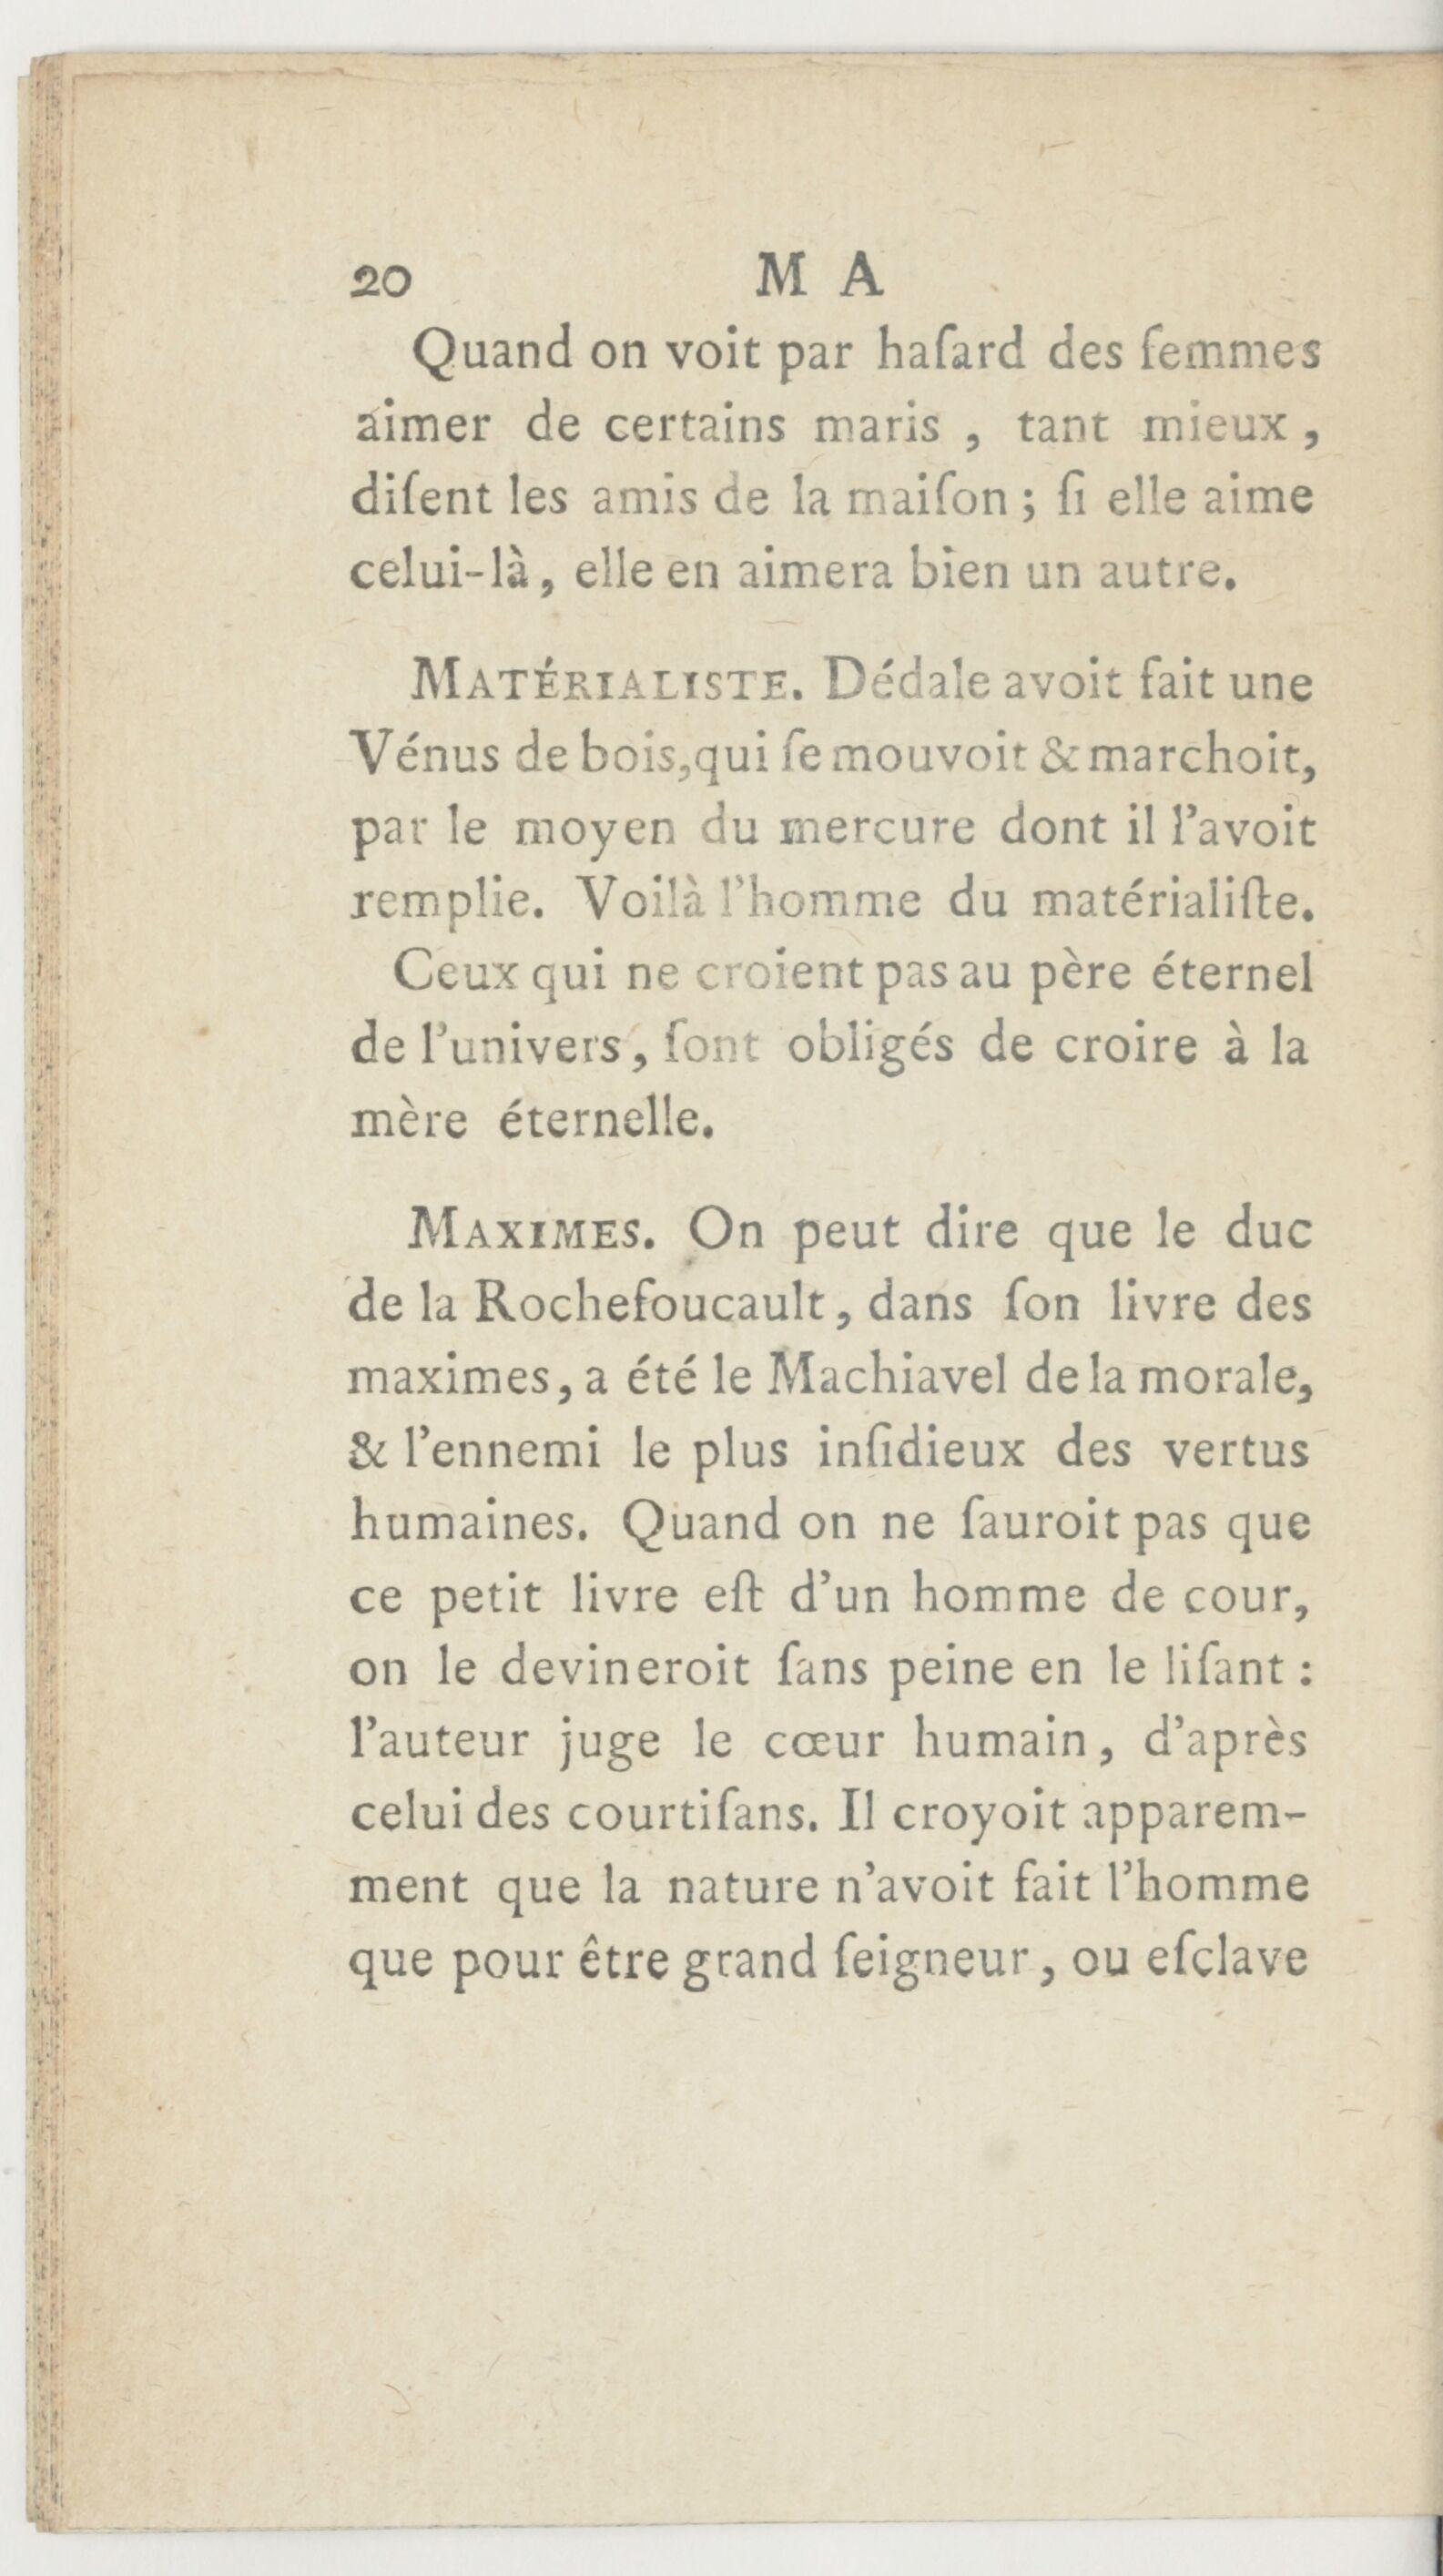 20 M A
Quand on voit par haſard des femmes
aimer de certains maris , tant mieux ,
diſent les amis de la maiſon ; ſi elle aime
celui-là, elle en aimera bien un autre.
MATÉRIALISTE. Dédale avoit fait une
Vénus de bois, qui ſe mouvoit & marchoit,
par le moyen du mercure dont il l'avoit
remplie. Voilà l'homme du matérialiſte.
Ceux qui ne croient pas au père éternel
de l'univers, ſont obligés de croire à la
mère éternelle.
MAXIMES. On peut dire que le duc
de la Rochefoucault, dans ſon livre des
maximes, a été le Machiavel de la morale,
& l'ennemi le plus inſidieux des vertus
humaines. Quand on ne ſauroit pas que
ce petit livre eſt d'un homme de cour,
on le devineroit ſans peine en le liſant :
l'auteur juge le cœur humain, d'après
celui des courtiſans. Il croyoit apparem-
ment que la nature n'avoit fait l'homme
que pour être grand ſeigneur, ou eſclave